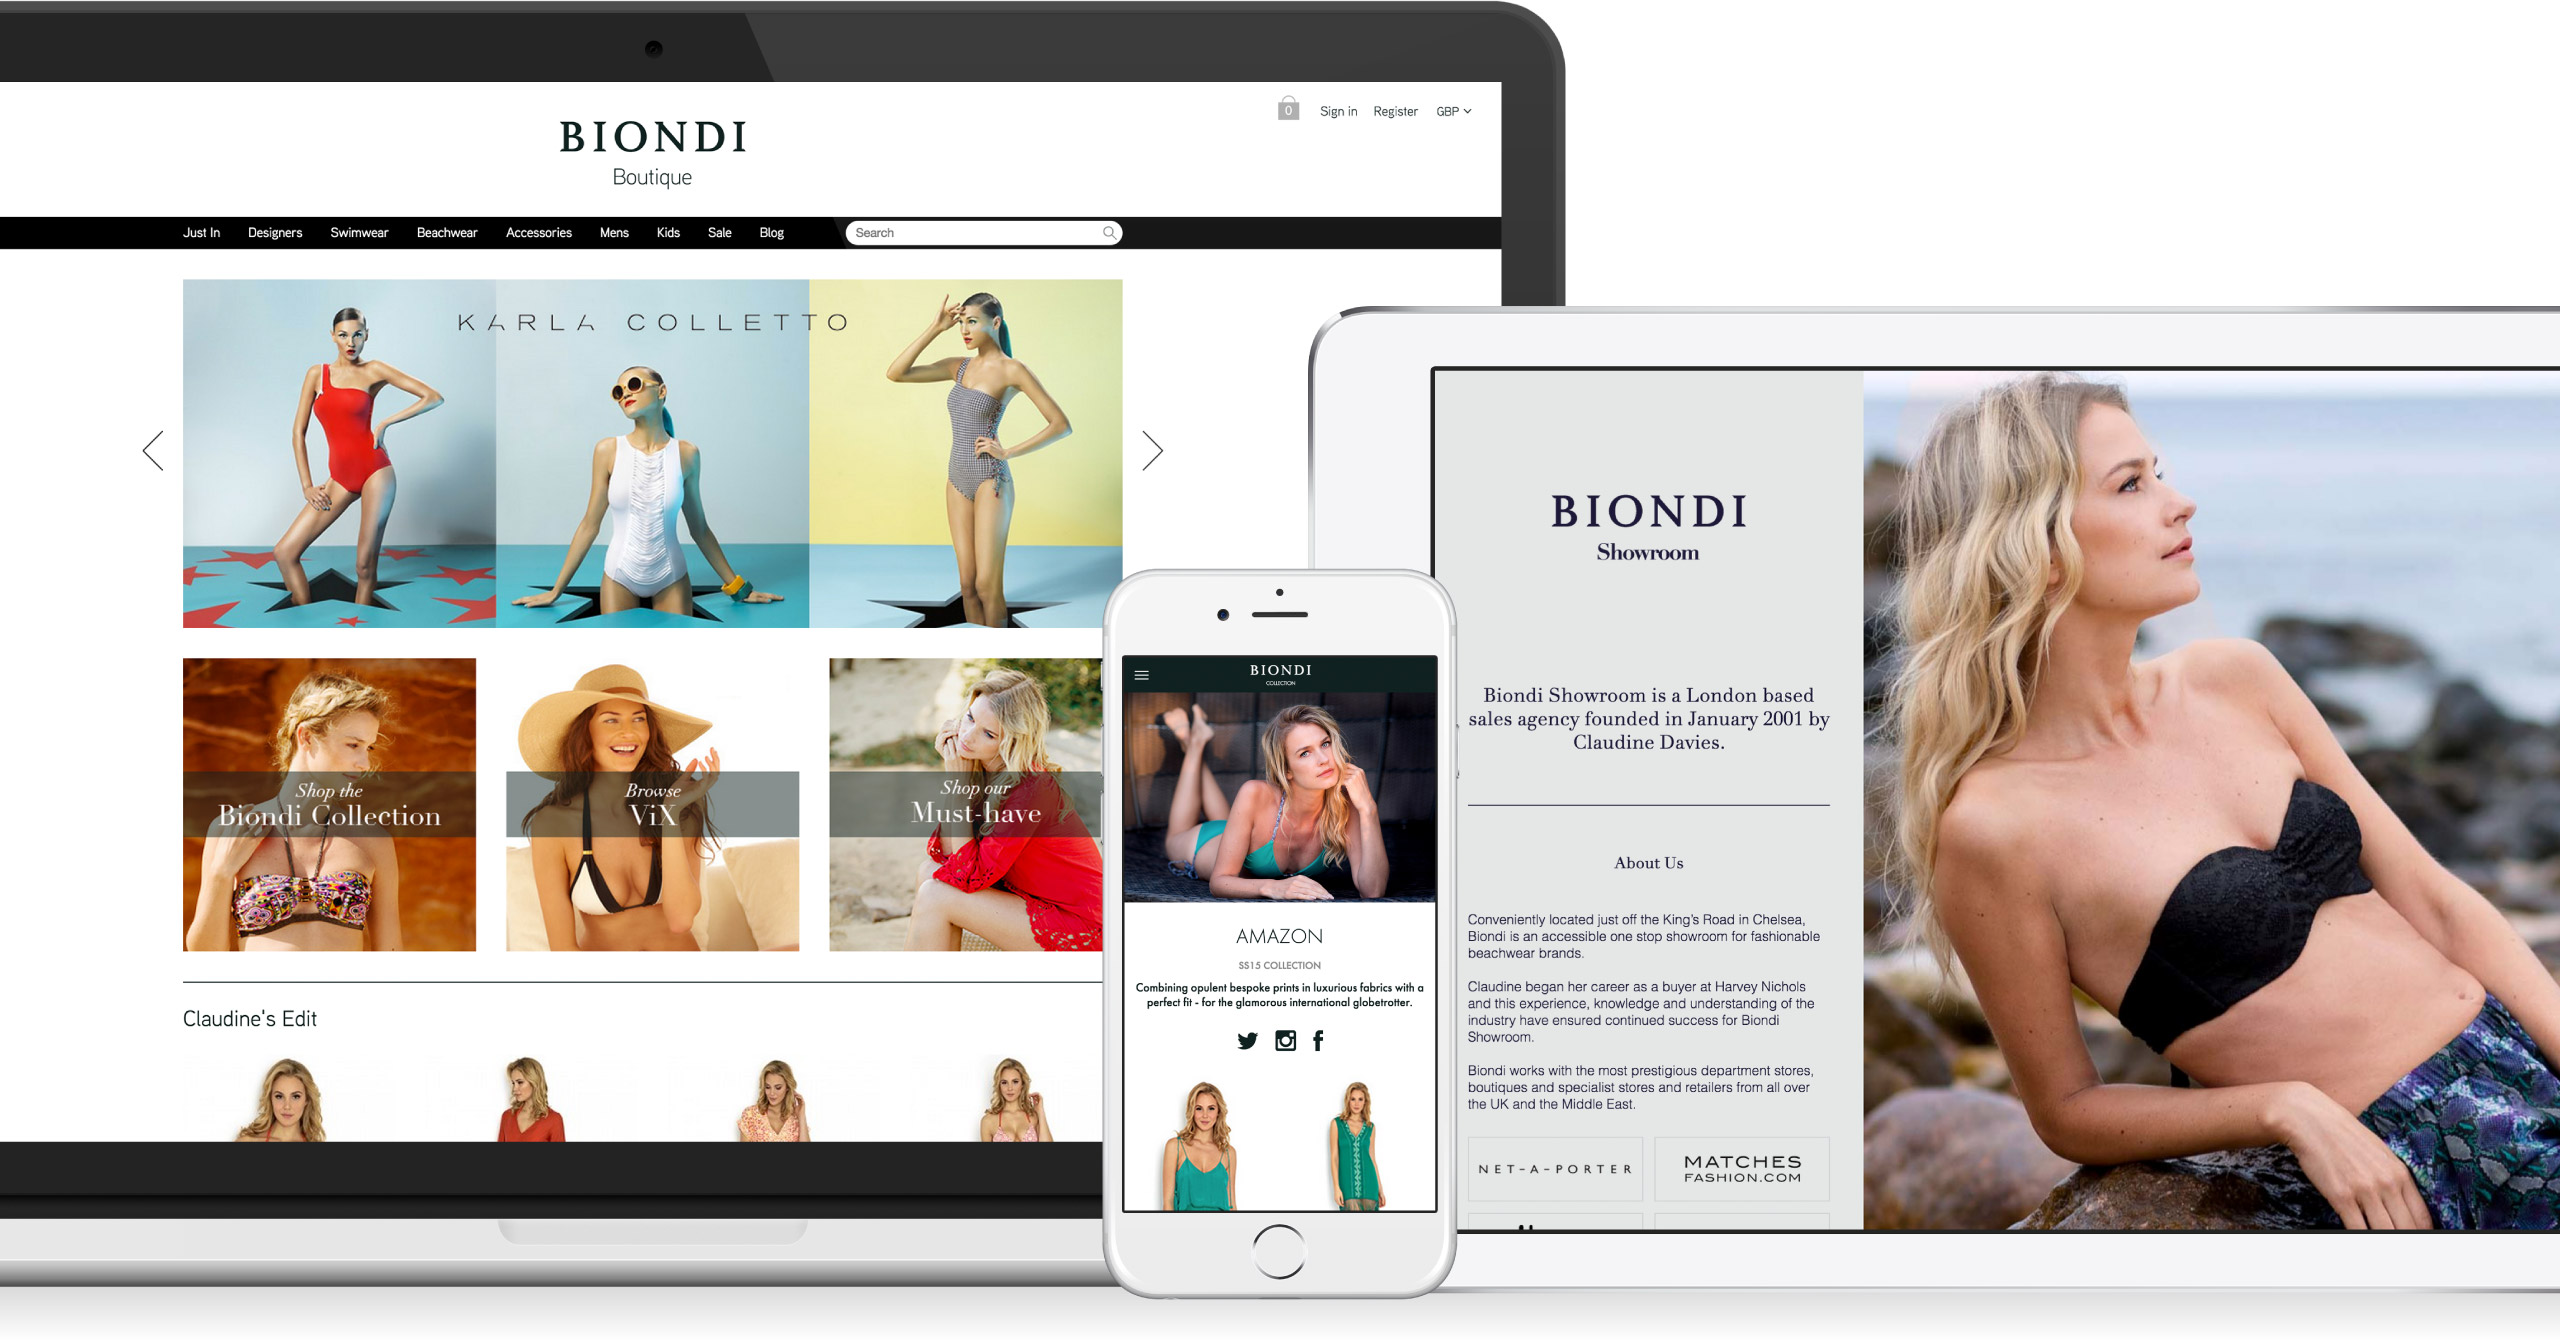 BIONDI
Boutique
0
Sign in
Register
GBP
Just In
Designers
Swimwear
Beachwear
Accessories
Mens
Kids
Sale
Blog
Search
KARLA COLLETTO
Shop the
Biondi Collection
Browse
ViX
Shop our
Must-have
Claudine's Edit
BIONDI
COLLECTION
AMAZON
SS15 COLLECTION
Combining opulent bespoke prints in luxurious fabrics with a
perfect fit - for the glamorous international globetrotter.
BIONDI
Showroom
Biondi Showroom is a London based
sales agency founded in January 2001 by
Claudine Davies.
About Us
Conveniently located just off the King's Road in Chelsea,
Biondi is an accessible one stop showroom for fashionable
beachwear brands.
Claudine began her career as a buyer at Harvey Nichols
and this experience, knowledge and understanding of the
industry have ensured continued success for Biondi
Showroom.
Biondi works with the most prestigious department stores,
boutiques and specialist stores and retailers from all over
the UK and the Middle East.
NET-A-PORTER
MATCHES
FASHION.COM